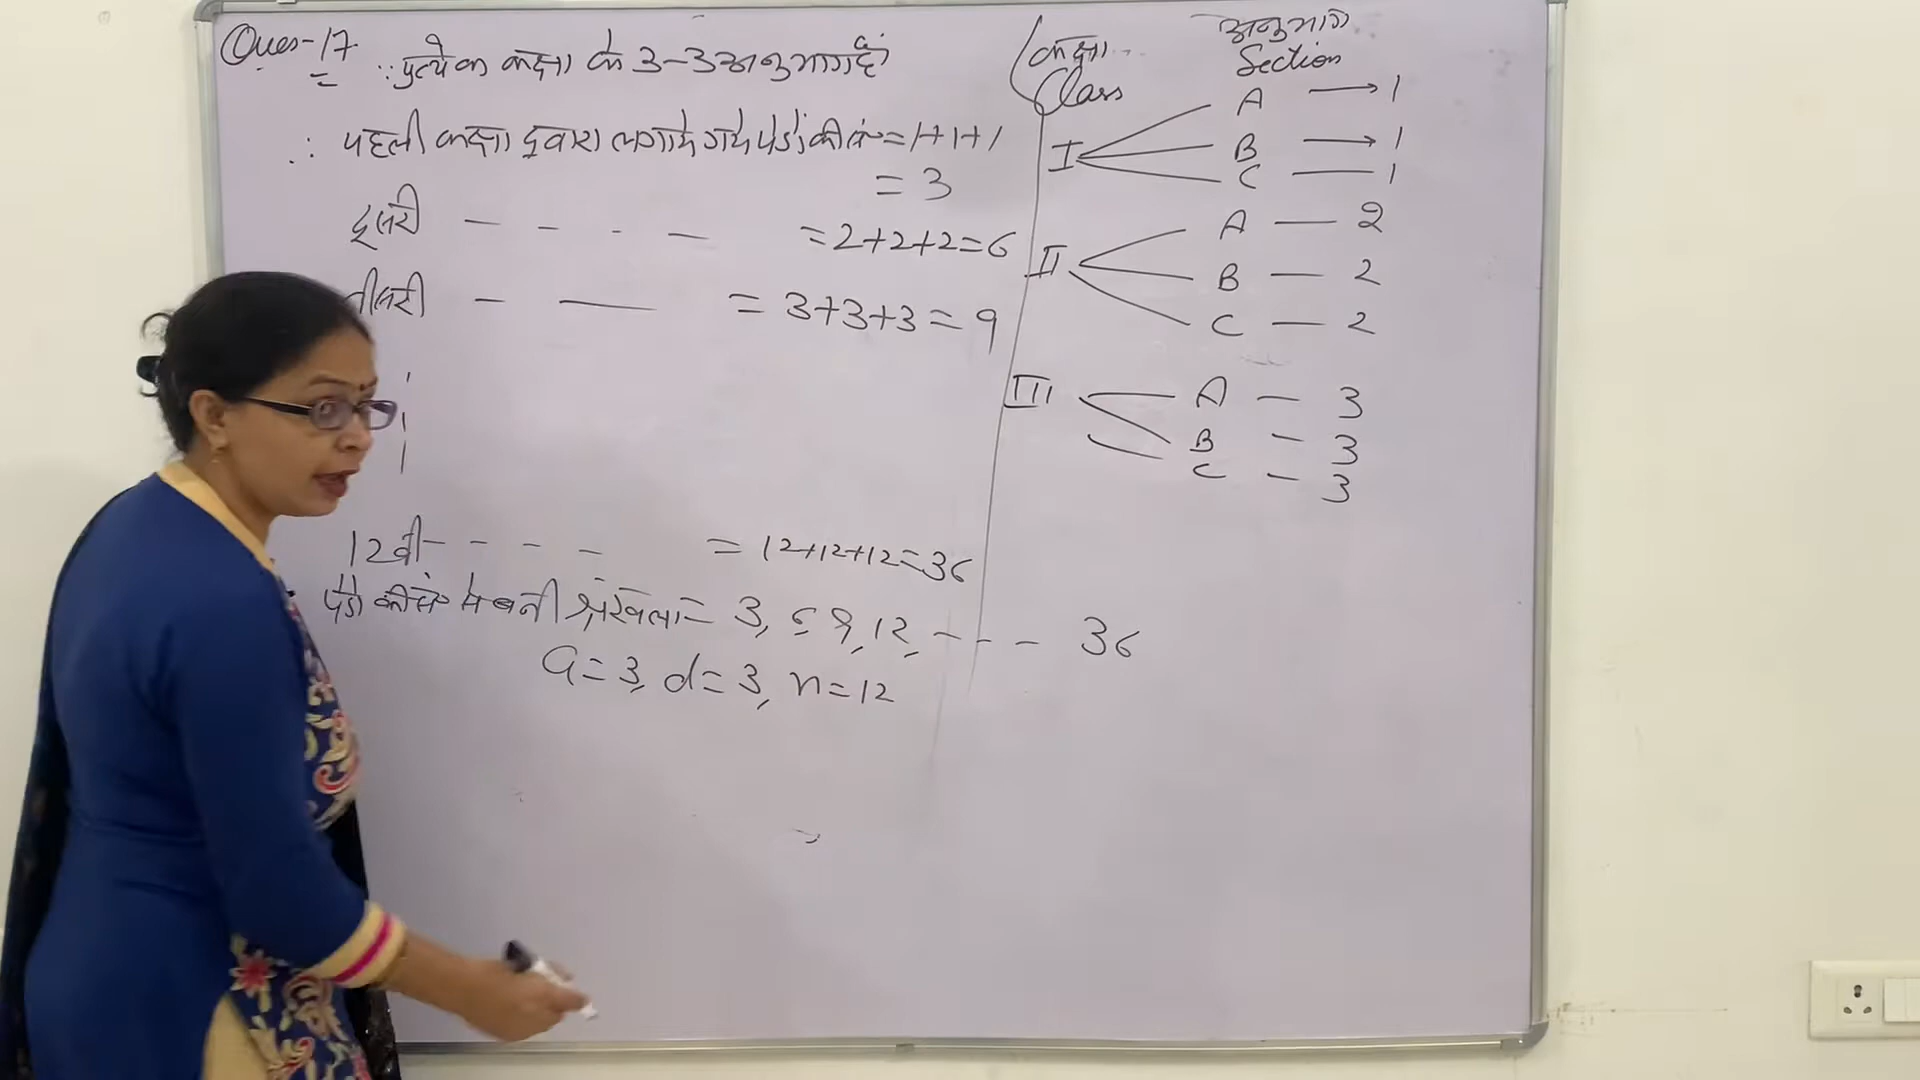 Ques-17. ∵ प्रत्येक कक्षा के 3-3 अनुभाग हैं
∴ पहली कक्षा द्वारा लगाये गये पेड़ों की सं॰ = 1+1+1
= 3
दूसरी - - - - = 2+2+2=6
तीसरी - — = 3+3+3=9
12वी - - - - = 12+12+12=36
पेड़ों की सं॰ से बनी श्रृंखला = 3, 6, 9, 12, - - - 36
a=3, d=3, n=12
कक्षा अनुभाग
Class Section
I A → 1
B → 1
C — 1
II A — 2
B — 2
C — 2
III A — 3
B - 3
C - 3